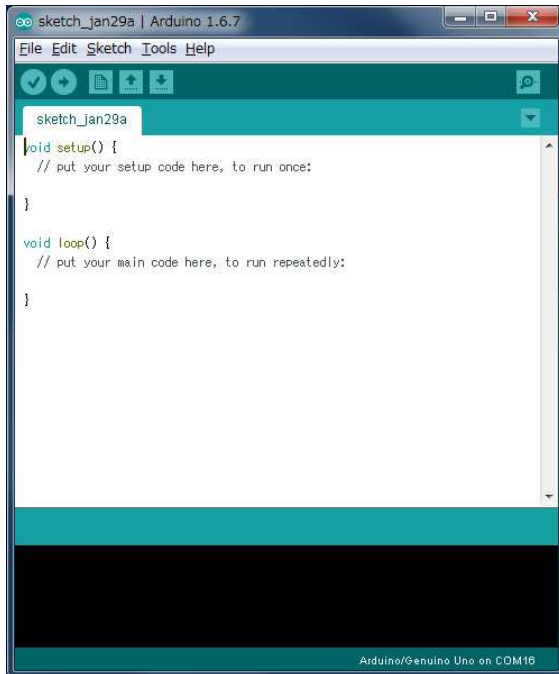 sketch_jan29a | Arduino 1.6.7
File Edit Sketch Tools Help
sketch_jan29a
void setup() {
// put your setup code here, to run once:
}
void loop() {
// put your main code here, to run repeatedly:
}
Arduino/Genuino Uno on COM16